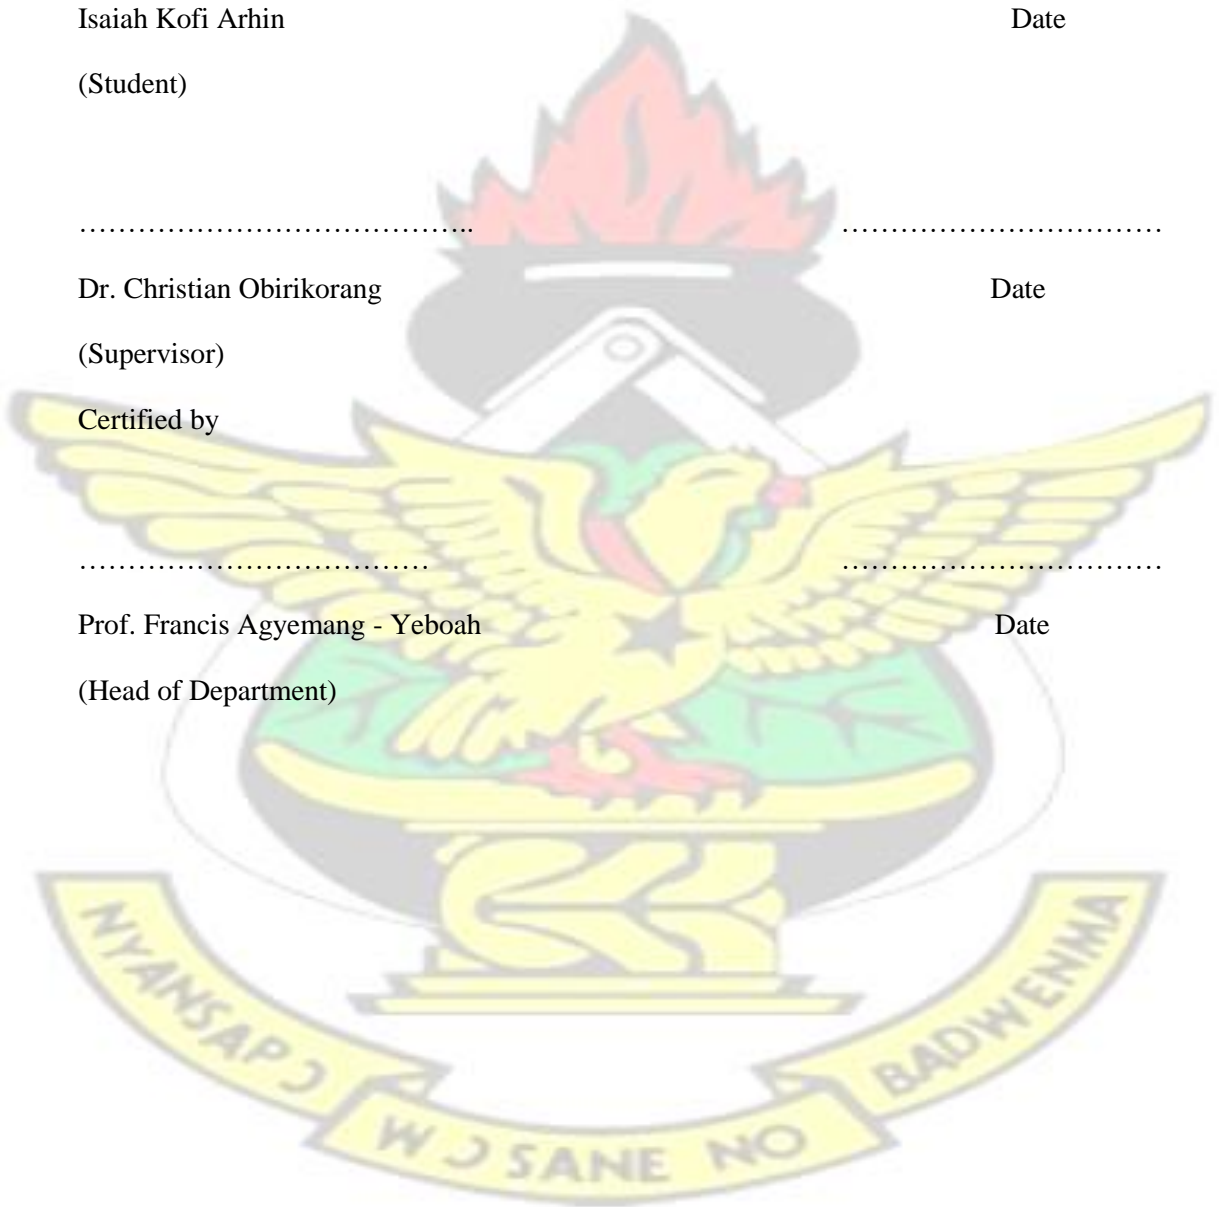 Isaiah Kofi Arhin Date
(Student)
…………………………………... ……………………………
Dr. Christian Obirikorang Date
(Supervisor)
Certified by
……………………………… ……………………………
Prof. Francis Agyemang - Yeboah Date
(Head of Department)
NYANSAPƆ WƆSANE NO BADWENMA